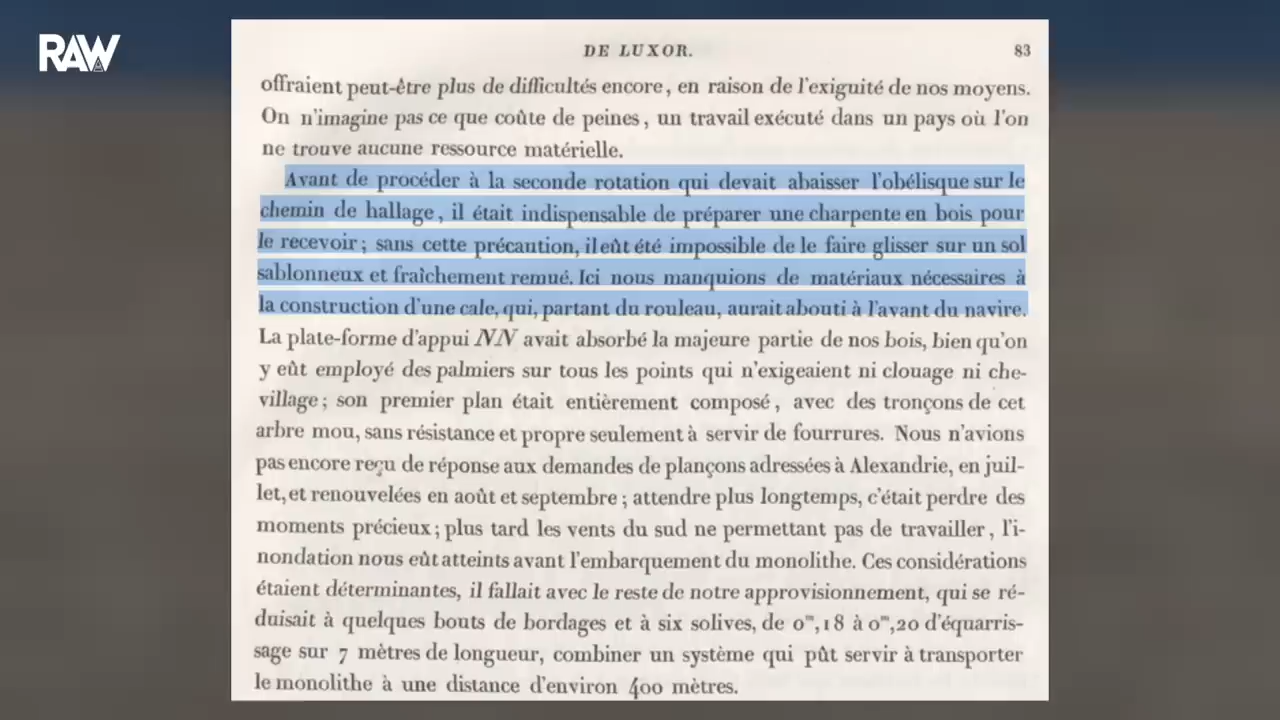 RAW
DE LUXOR. 83
offraient peut-être plus de difficultés encore, en raison de l'exiguité de nos moyens.
On n'imagine pas ce que coûte de peines, un travail exécuté dans un pays où l'on
ne trouve aucune ressource matérielle.
Avant de procéder à la seconde rotation qui devait abaisser l'obélisque sur le
chemin de hallage, il était indispensable de préparer une charpente en bois pour
le recevoir; sans cette précaution, il eût été impossible de le faire glisser sur un sol
sablonneux et fraîchement remué. Ici nous manquions de matériaux nécessaires à
la construction d'une cale, qui, partant du rouleau, aurait abouti à l'avant du navire.
La plate-forme d'appui NN avait absorbé la majeure partie de nos bois, bien qu'on
y eût employé des palmiers sur tous les points qui n'exigeaient ni clouage ni che-
village; son premier plan était entièrement composé, avec des tronçons de cet
arbre mou, sans résistance et propre seulement à servir de fourrures. Nous n'avions
pas encore reçu de réponse aux demandes de plançons adressées à Alexandrie, en juil-
let, et renouvelées en août et septembre; attendre plus longtemps, c'était perdre des
moments précieux; plus tard les vents du sud ne permettant pas de travailler, l'i-
nondation nous eût atteints avant l'embarquement du monolithe. Ces considérations
étaient déterminantes, il fallait avec le reste de notre approvisionnement, qui se ré-
duisait à quelques bouts de bordages et à six solives, de 0ᵐ,18 à 0ᵐ,20 d'équarris-
sage sur 7 mètres de longueur, combiner un système qui pût servir à transporter
le monolithe à une distance d'environ 400 mètres.